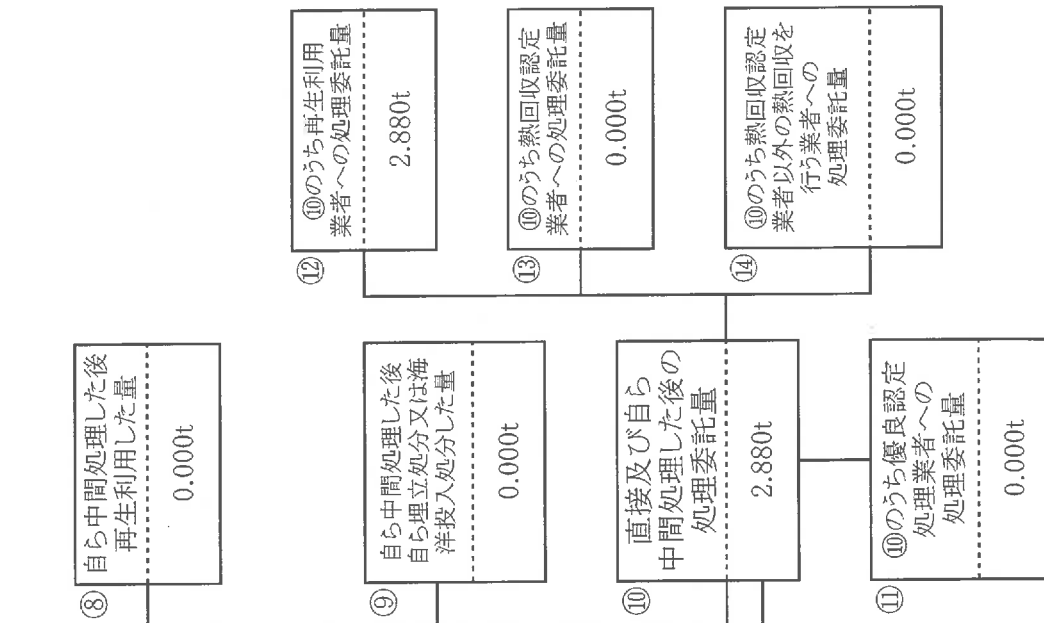 ⑧
自ら中間処理した後
再生利用した量
0.000t
⑨
自ら中間処理した後
自ら埋立処分又は海
洋投入処分した量
0.000t
⑩
直接及び自ら
中間処理した後の
処理委託量
2.880t
⑪
⑩のうち優良認定
処理業者への
処理委託量
0.000t
⑫
⑩のうち再生利用
業者への処理委託量
2.880t
⑬
⑩のうち熱回収認定
業者への処理委託量
0.000t
⑭
⑩のうち熱回収認定
業者以外の熱回収を
行う業者への
処理委託量
0.000t